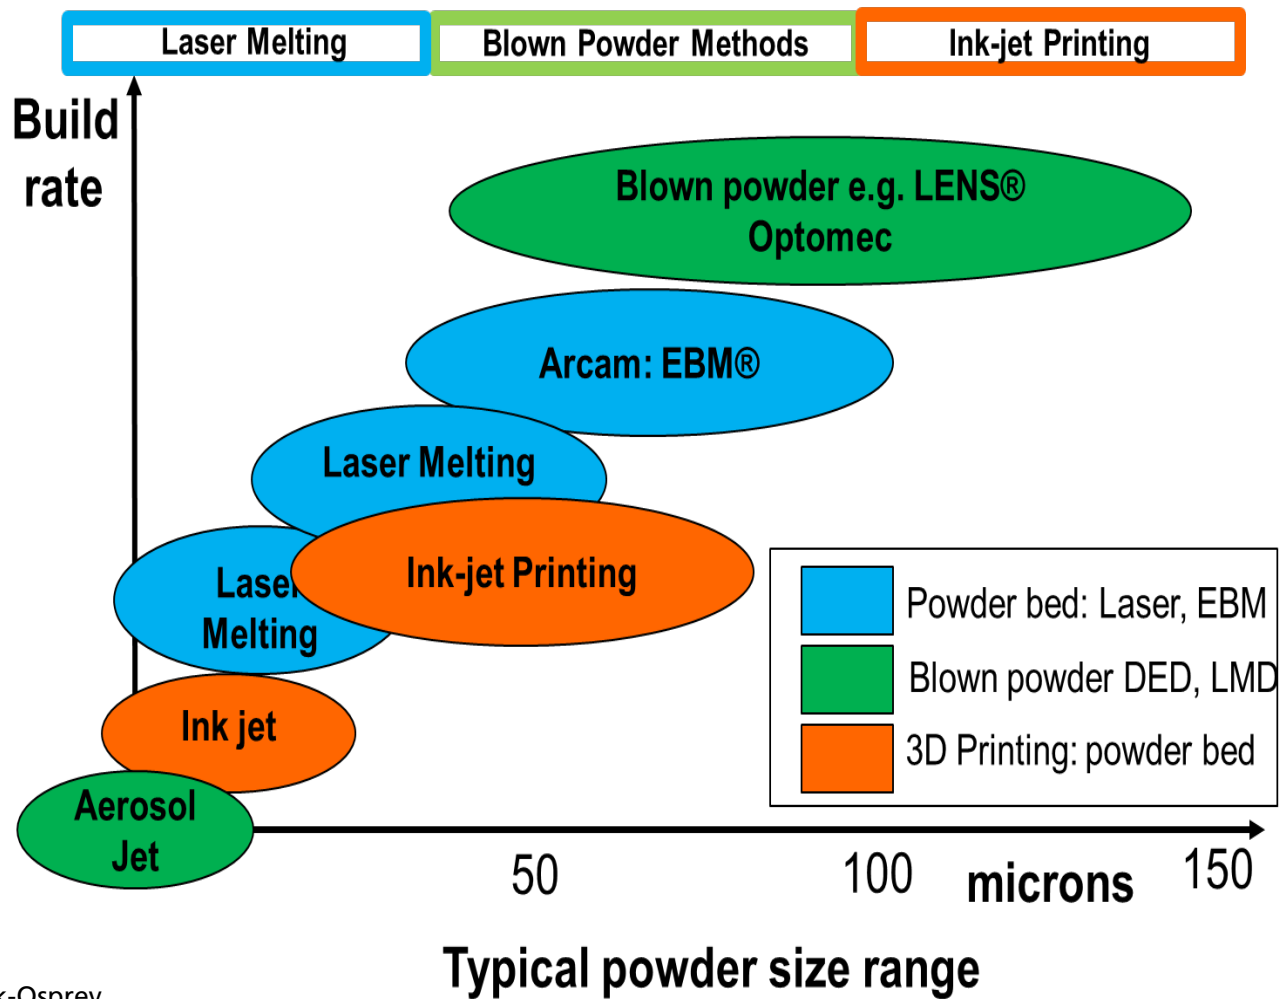 Laser Melting
Blown Powder Methods
Ink-jet Printing
Build
rate
Blown powder e.g. LENS®
Optomec
Arcam: EBM®
Laser Melting
Ink-jet Printing
Laser
Melting
Powder bed: Laser, EBM
Blown powder DED, LMD
3D Printing: powder bed
Ink jet
Aerosol
Jet
50
100
microns
150
Typical powder size range
-Osprey